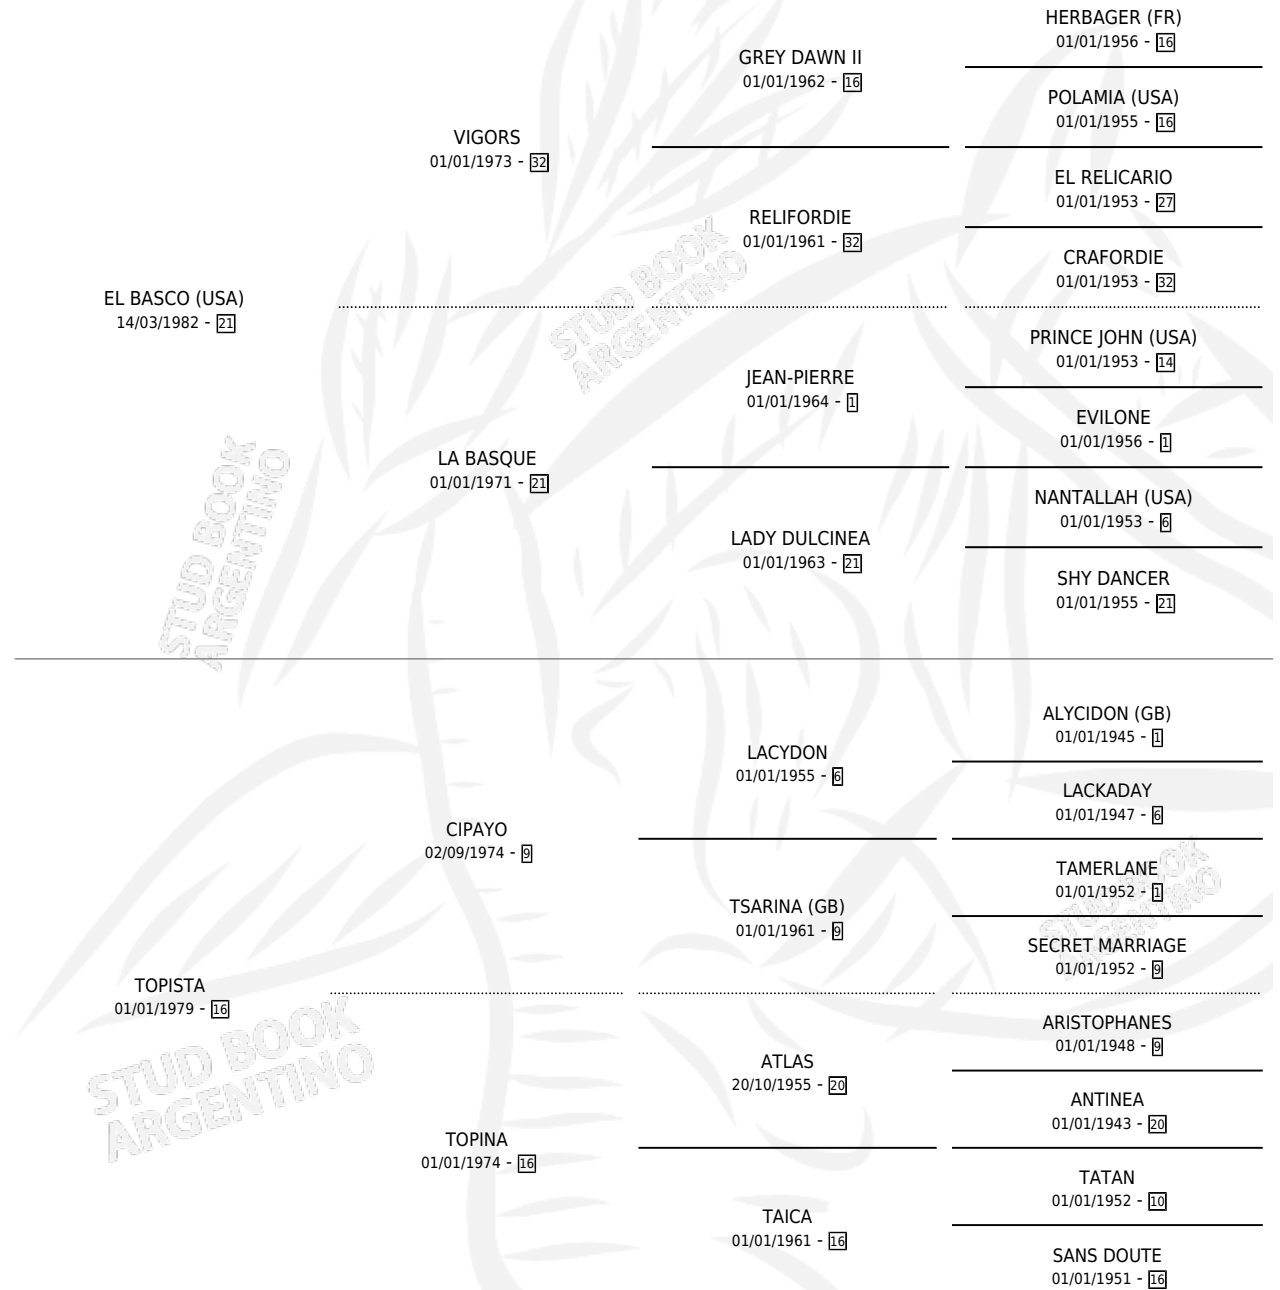 HERBAGER (FR)
01/01/1956 - 16
GREY DAWN II
01/01/1962 - 16
POLAMIA (USA)
01/01/1955 - 16
VIGORS
01/01/1973 - 32
EL RELICARIO
01/01/1953 - 27
RELIFORDIE
01/01/1961 - 32
CRAFORDIE
01/01/1953 - 32
EL BASCO (USA)
14/03/1982 - 21
STUD BOOK
ARGENTINO
PRINCE JOHN (USA)
01/01/1953 - 14
JEAN-PIERRE
01/01/1964 - 1
EVILONE
01/01/1956 - 1
LA BASQUE
01/01/1971 - 21
NANTALLAH (USA)
01/01/1953 - 6
LADY DULCINEA
01/01/1963 - 21
SHY DANCER
01/01/1955 - 21
STUD BOOK
ARGENTINO
ALYCIDON (GB)
01/01/1945 - 1
LACYDON
01/01/1955 - 6
LACKADAY
01/01/1947 - 6
CIPAYO
02/09/1974 - 9
TAMERLANE
01/01/1952 - 1
TSARINA (GB)
01/01/1961 - 9
STUD BOOK
ARGENTINO
SECRET MARRIAGE
01/01/1952 - 9
TOPISTA
01/01/1979 - 16
ARISTOPHANES
01/01/1948 - 9
STUD BOOK
ARGENTINO
ATLAS
20/10/1955 - 20
ANTINEA
01/01/1943 - 20
TOPINA
01/01/1974 - 16
TATAN
01/01/1952 - 10
TAICA
01/01/1961 - 16
SANS DOUTE
01/01/1951 - 16